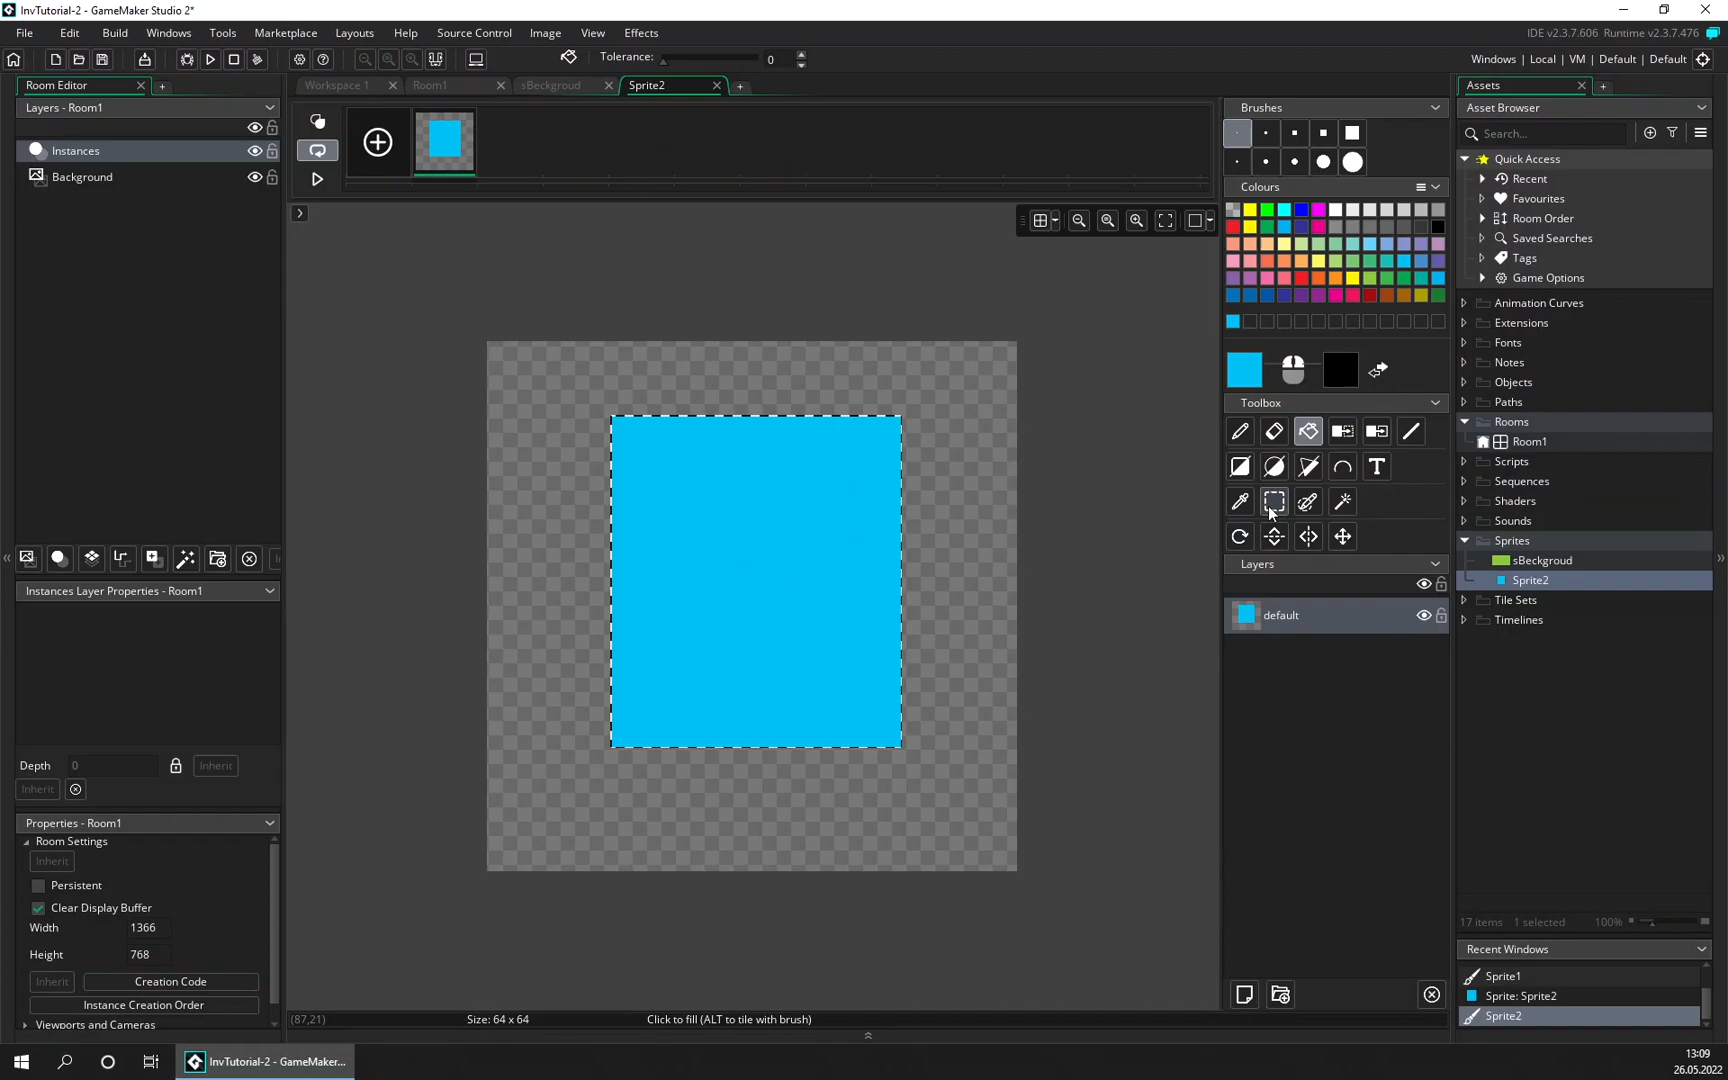 InvTutorial-2 - GameMaker Studio 2*
File Edit Build Windows Tools Help Marketplace Layouts Source Control Image View Effects
IDE v2.3.7.606 Runtime v2.3.7.476
Tolerance: 0
Windows | Local | VM | Default | Default
Room Editor
Workspace 1 Room1 sBeckgroud Sprite2
Assets
Layers - Room1
Instances
Background
Instances Layer Properties - Room1
Depth 0 Inherit
Inherit
Properties - Room1
Room Settings
Inherit
Persistent
Clear Display Buffer
Width 1366
Height 768
Inherit Creation Code
Instance Creation Order
Viewports and Cameras
(87,21) Size: 64 x 64 Click to fill (ALT to tile with brush)
Brushes
Colours
Toolbox
Layers
default
Asset Browser
Search...
Quick Access
Recent
Favourites
Room Order
Saved Searches
Tags
Game Options
Animation Curves
Extensions
Fonts
Notes
Objects
Paths
Rooms
Room1
Scripts
Sequences
Shaders
Sounds
Sprites
sBeckgroud
Sprite2
Tile Sets
Timelines
17 items 1 selected 100%
Recent Windows
Sprite1
Sprite: Sprite2
Sprite2
InvTutorial-2 - GameMaker...
13:09
26.05.2022